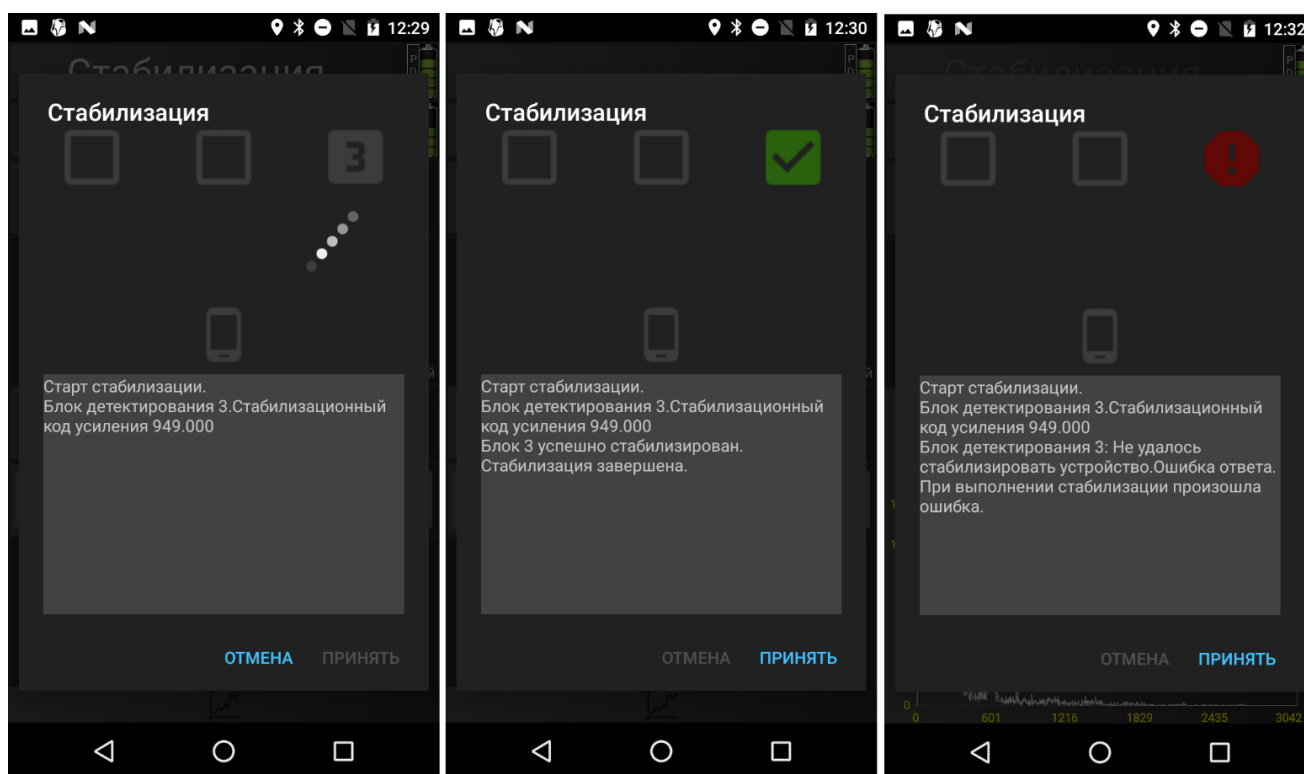 12:29
Стабилизация
Стабилизация
3
Старт стабилизации.
Блок детектирования 3.Стабилизационный
код усиления 949.000
ОТМЕНА ПРИНЯТЬ
12:30
Стабилизация
Старт стабилизации.
Блок детектирования 3.Стабилизационный
код усиления 949.000
Блок 3 успешно стабилизирован.
Стабилизация завершена.
ОТМЕНА ПРИНЯТЬ
12:32
Стабилизация
Стабилизация
Старт стабилизации.
Блок детектирования 3.Стабилизационный
код усиления 949.000
Блок детектирования 3: Не удалось
стабилизировать устройство.Ошибка ответа.
При выполнении стабилизации произошла
ошибка.
ОТМЕНА ПРИНЯТЬ
0
0 601 1216 1829 2435 3042